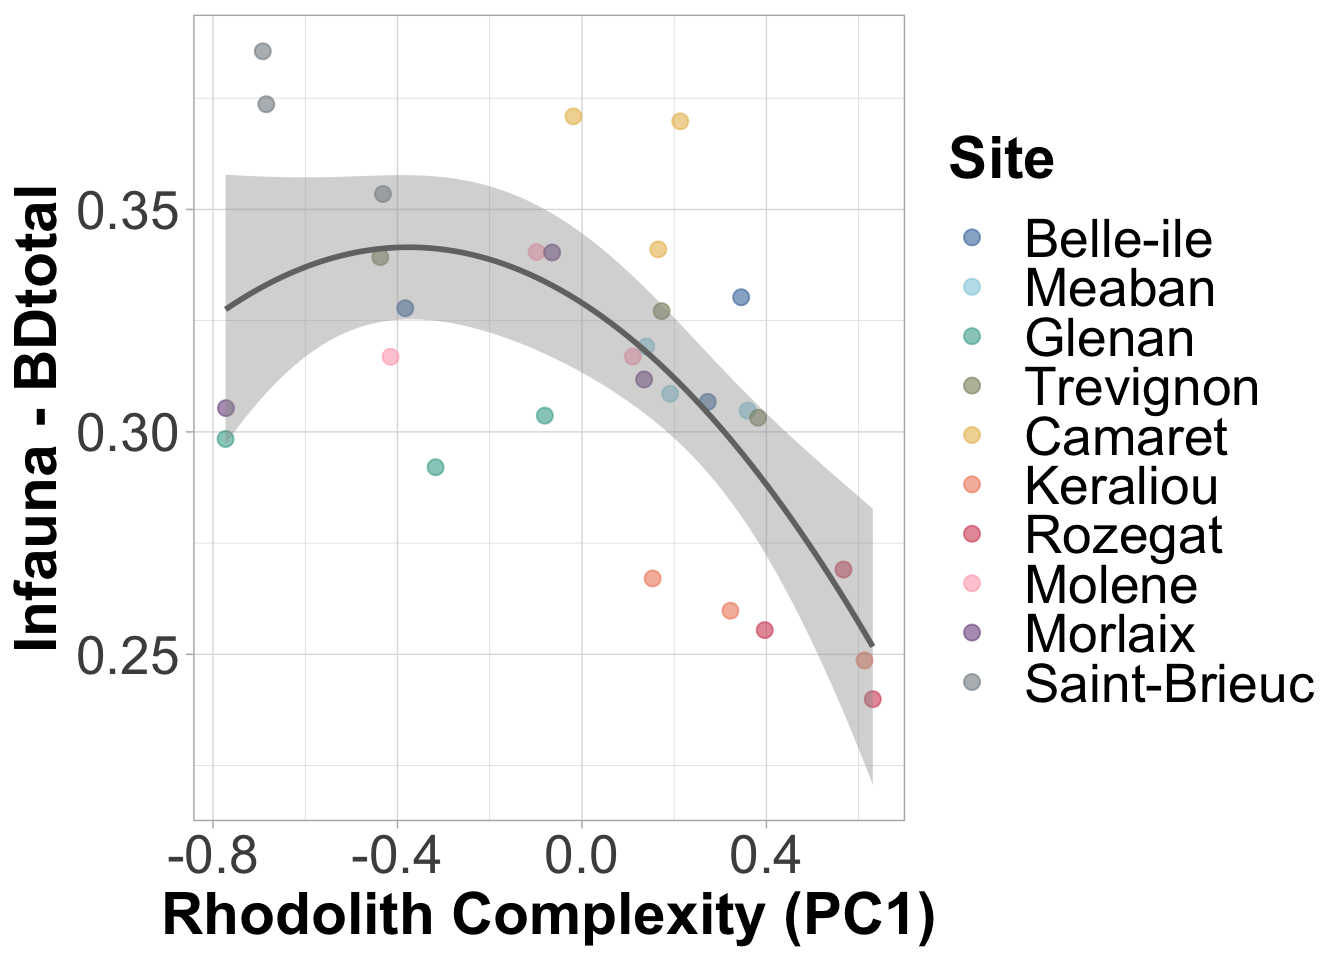 Infauna - BDtotal
0.35
0.30
0.25
-0.8 -0.4 0.0 0.4
Rhodolith Complexity (PC1)
Site
Belle-ile
Meaban
Glenan
Trevignon
Camaret
Keraliou
Rozegat
Molene
Morlaix
Saint-Brieuc